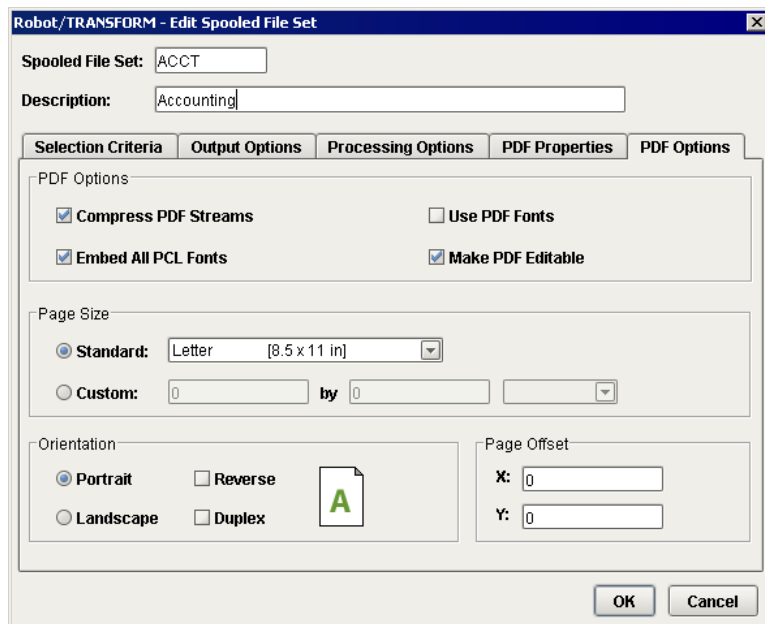 Robot/TRANSFORM - Edit Spooled File Set
Spooled File Set: ACCT
Description: Accounting
Selection Criteria Output Options Processing Options PDF Properties PDF Options
PDF Options
Compress PDF Streams Use PDF Fonts
Embed All PCL Fonts Make PDF Editable
Page Size
Standard: Letter [8.5 x 11 in]
Custom: 0 by 0
Orientation Page Offset
Portrait Reverse X: 0
A
Landscape Duplex Y: 0
OK Cancel